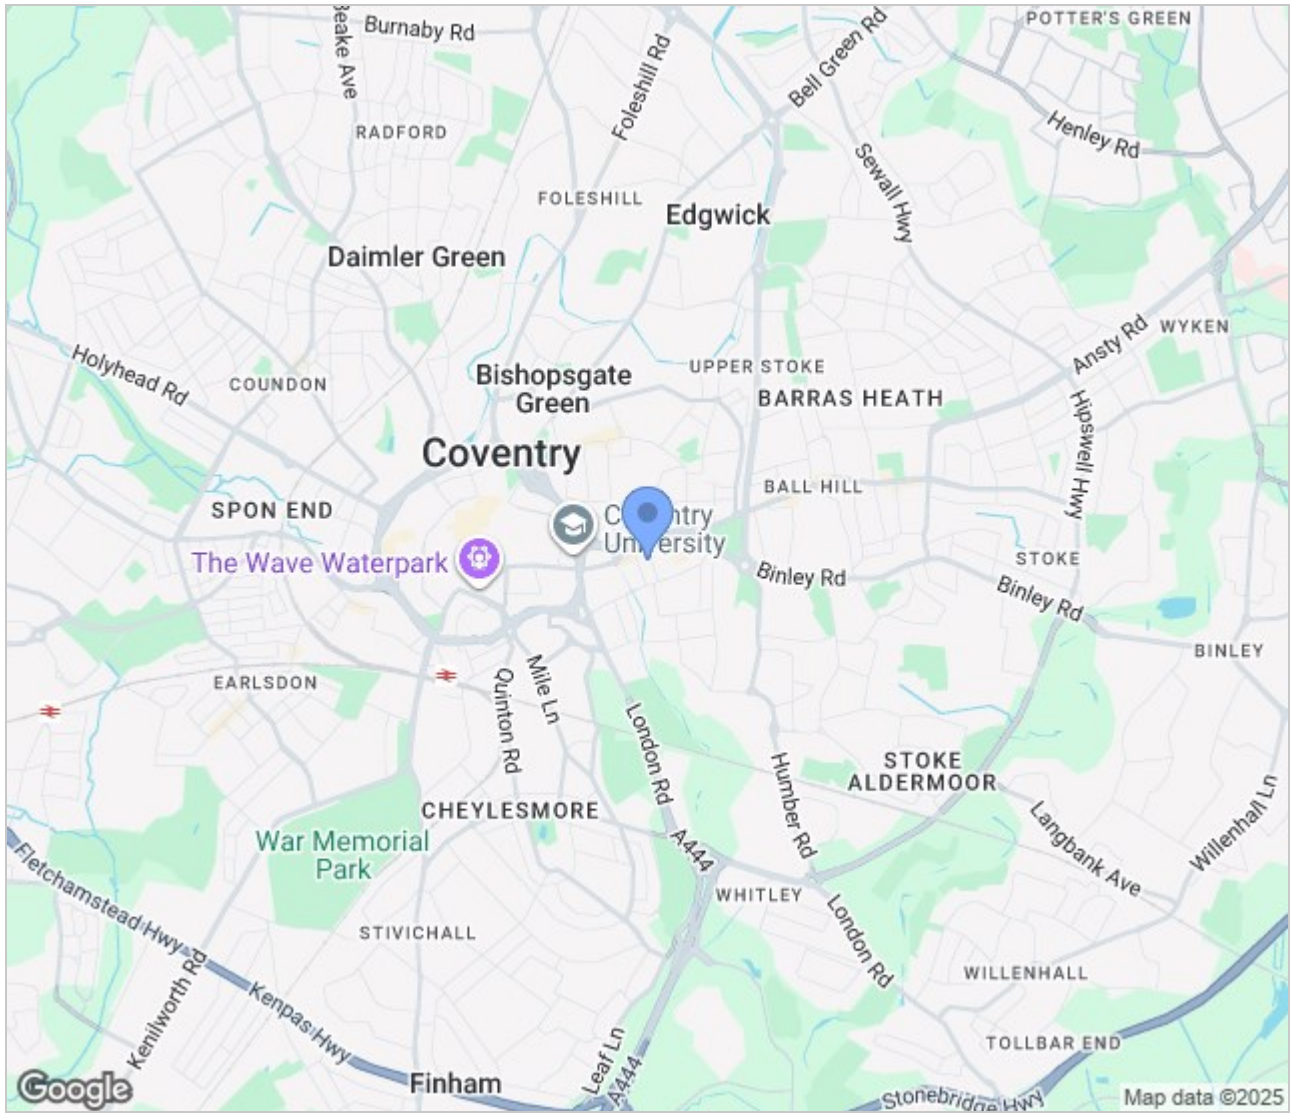 POTTER'S GREEN
Burnaby Rd
Beake Ave
Foleshill Rd
Bell Green Rd
RADFORD
Henley Rd
Sewall Hwy
FOLESHILL
Edgwick
Daimler Green
WYKEN
Ansty Rd
Holyhead Rd
COUNDON
Bishopsgate
Green
UPPER STOKE
BARRAS HEATH
Hipswell Hwy
Coventry
BALL HILL
SPON END
University
The Wave Waterpark
Binley Rd
STOKE
Binley Rd
BINLEY
EARLSDON
Quinton Rd
Mile Ln
London Rd
STOKE
ALDERMOOR
Humber Rd
CHEYLESMORE
Langbank Ave
Willenhall Ln
War Memorial
Park
A444
WHITLEY
Fletchamstead Hwy
London Rd
STIVICHALL
Kenilworth Rd
WILLENHALL
Kenpas Hwy
TOLLBAR END
Leaf Ln
A444
Finham
Stonebridge Hwy
Google
Map data ©2025